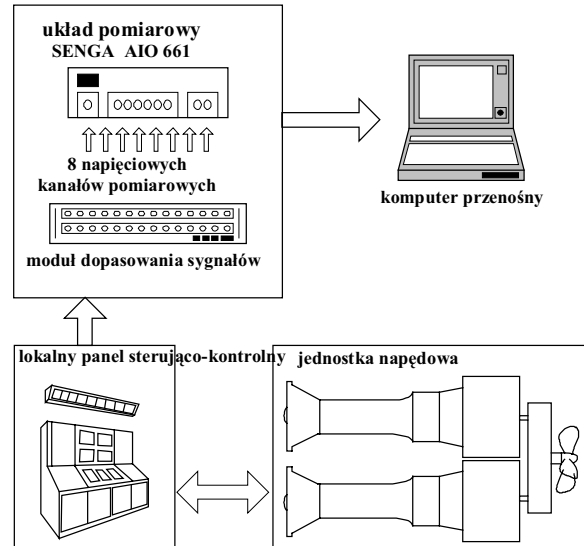 układ pomiarowy
SENGA AIO 661
8 napięciowych
kanałów pomiarowych
moduł dopasowania sygnałów
komputer przenośny
lokalny panel sterująco-kontrolny
jednostka napędowa